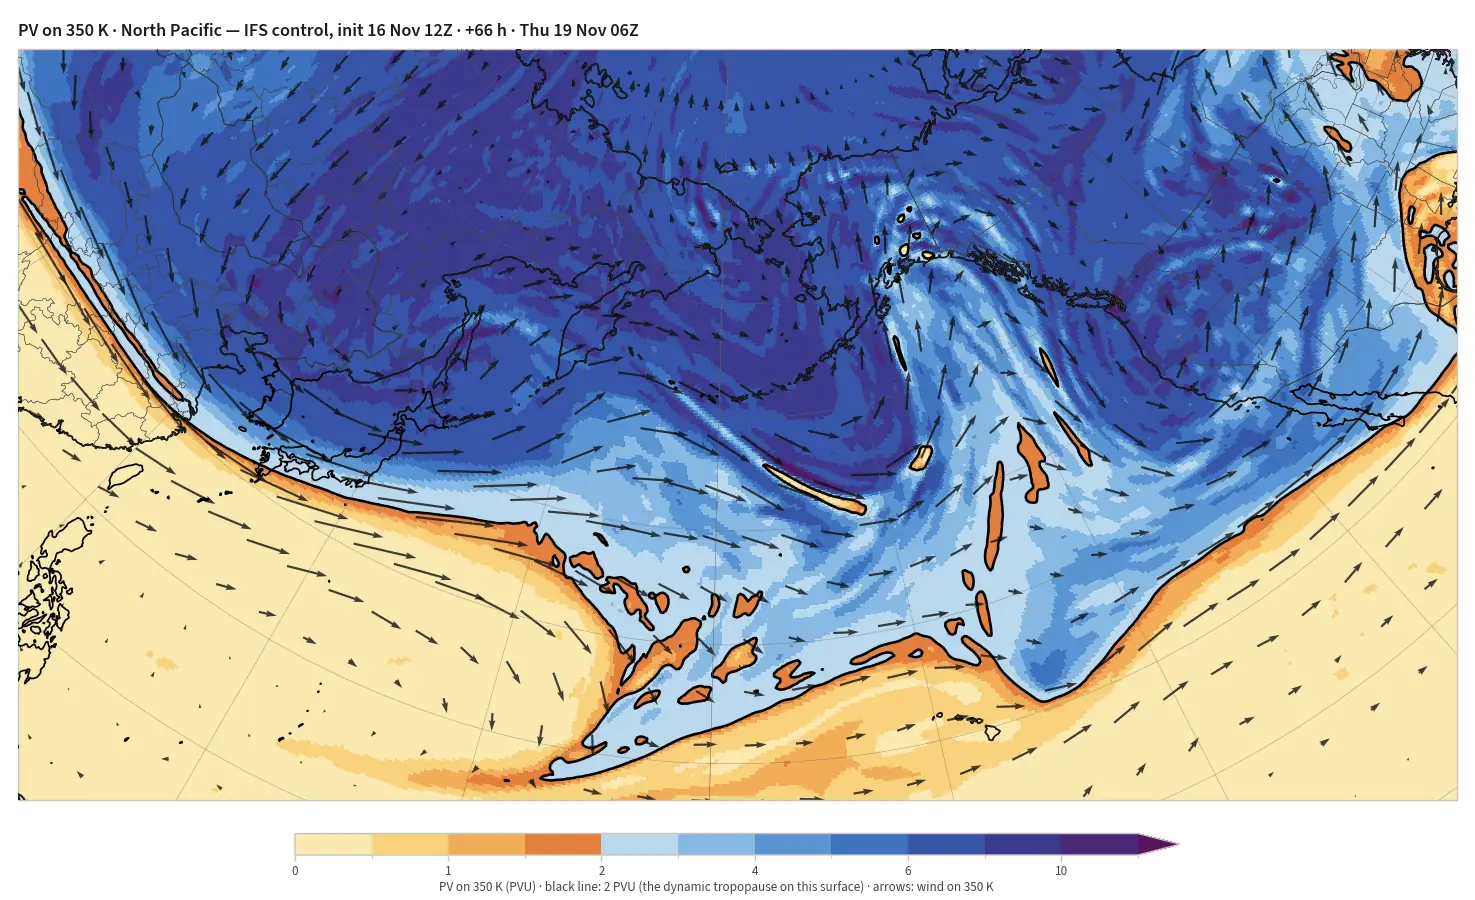 PV on 350 K · North Pacific — IFS control, init 16 Nov 12Z · +66 h · Thu 19 Nov 06Z
0 1 2 4 6 10
PV on 350 K (PVU) · black line: 2 PVU (the dynamic tropopause on this surface) · arrows: wind on 350 K